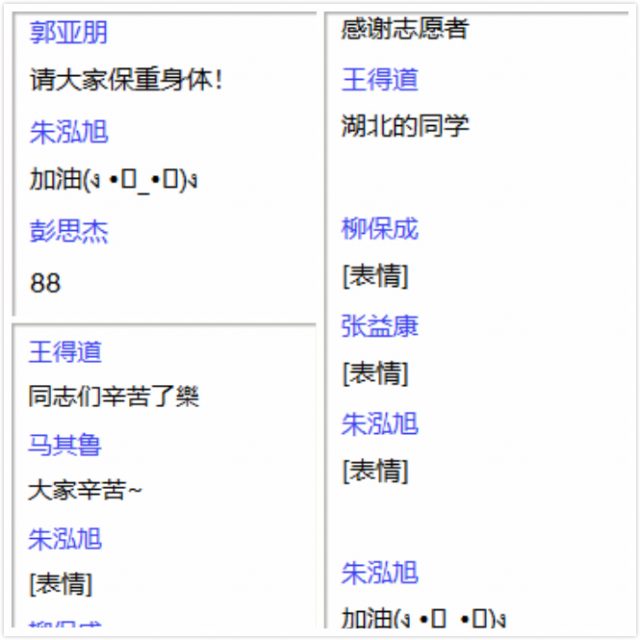 郭亚朋
请大家保重身体！
朱泓旭
加油(ง •̀_•́)ง
彭思杰
88
王得道
同志们辛苦了樂
马其鲁
大家辛苦~
朱泓旭
[表情]
柳保成
感谢志愿者
王得道
湖北的同学
柳保成
[表情]
张益康
[表情]
朱泓旭
[表情]
朱泓旭
加油(ง •̀_•́)ง